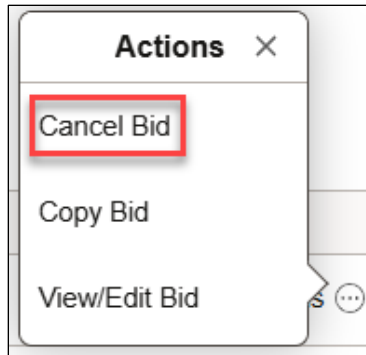 Actions ×
Cancel Bid
Copy Bid
View/Edit Bid
s